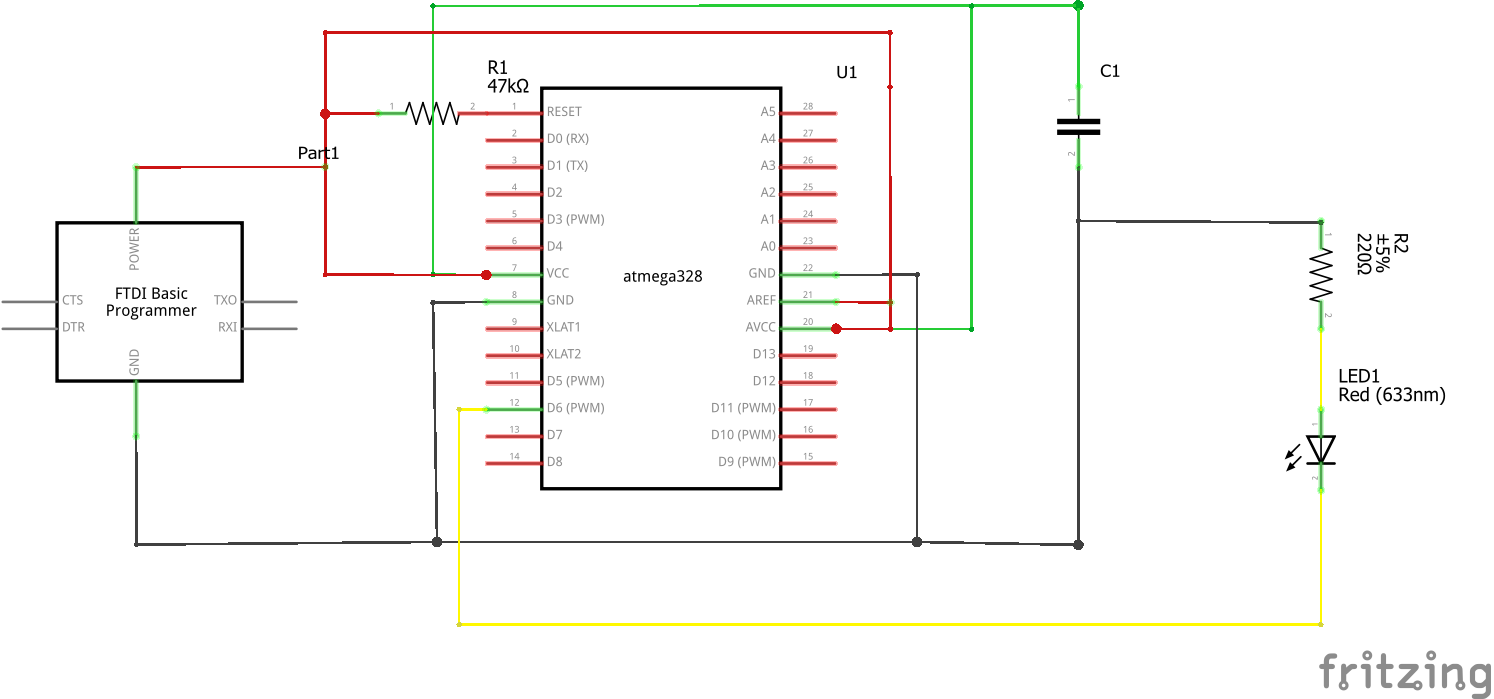 R1
47kΩ
U1
C1
1
2
Part1
POWER
FTDI Basic
Programmer
CTS
DTR
TXO
RXI
GND
1
2
atmega328
1 RESET
2 D0 (RX)
3 D1 (TX)
4 D2
5 D3 (PWM)
6 D4
7 VCC
8 GND
9 XLAT1
10 XLAT2
11 D5 (PWM)
12 D6 (PWM)
13 D7
14 D8
A5 28
A4 27
A3 26
A2 25
A1 24
A0 23
GND 22
AREF 21
AVCC 20
D13 19
D12 18
D11 (PWM) 17
D10 (PWM) 16
D9 (PWM) 15
R2
±5%
220Ω
1
2
LED1
Red (633nm)
1
2
fritzing